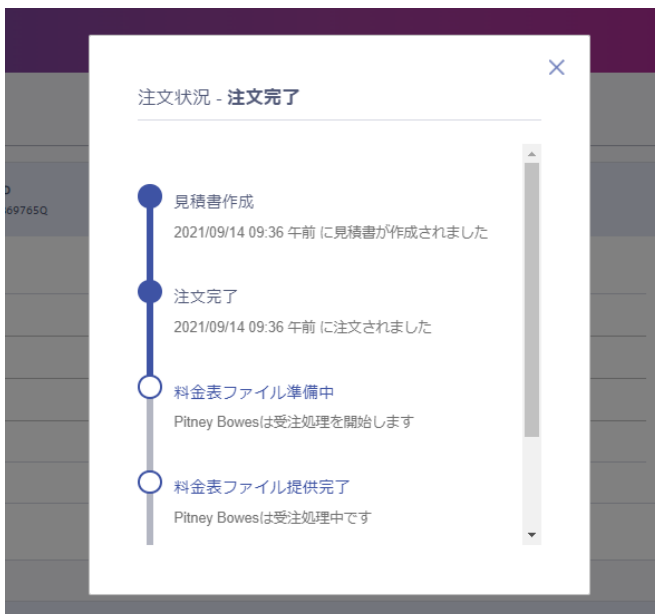 注文状況 - 注文完了
69765Q
見積書作成
2021/09/14 09:36 午前 に見積書が作成されました
注文完了
2021/09/14 09:36 午前 に注文されました
料金表ファイル準備中
Pitney Bowesは受注処理を開始します
料金表ファイル提供完了
Pitney Bowesは受注処理中です